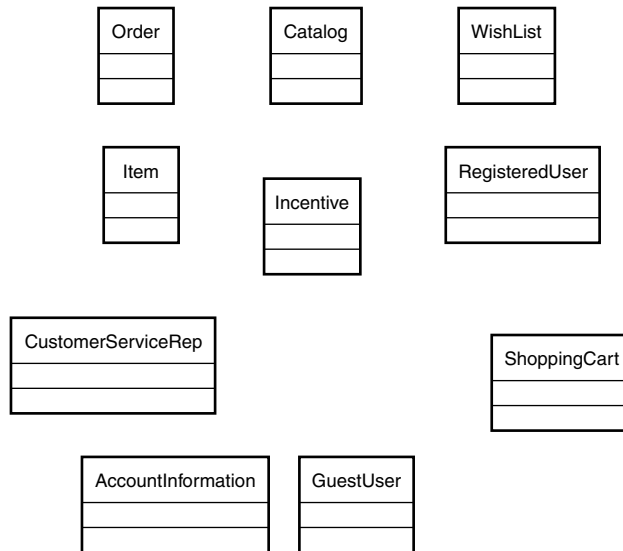 Order
Catalog
WishList
Item
RegisteredUser
Incentive
CustomerServiceRep
ShoppingCart
AccountInformation
GuestUser